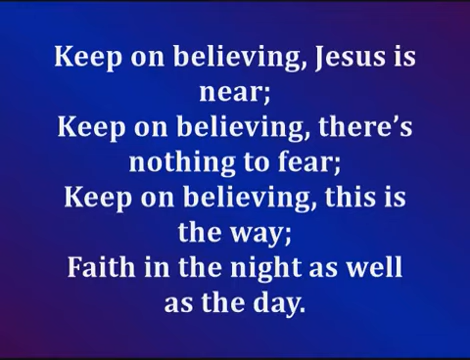 Keep on believing, Jesus is
near;
Keep on believing, there’s
nothing to fear;
Keep on believing, this is
the way;
Faith in the night as well
as the day.